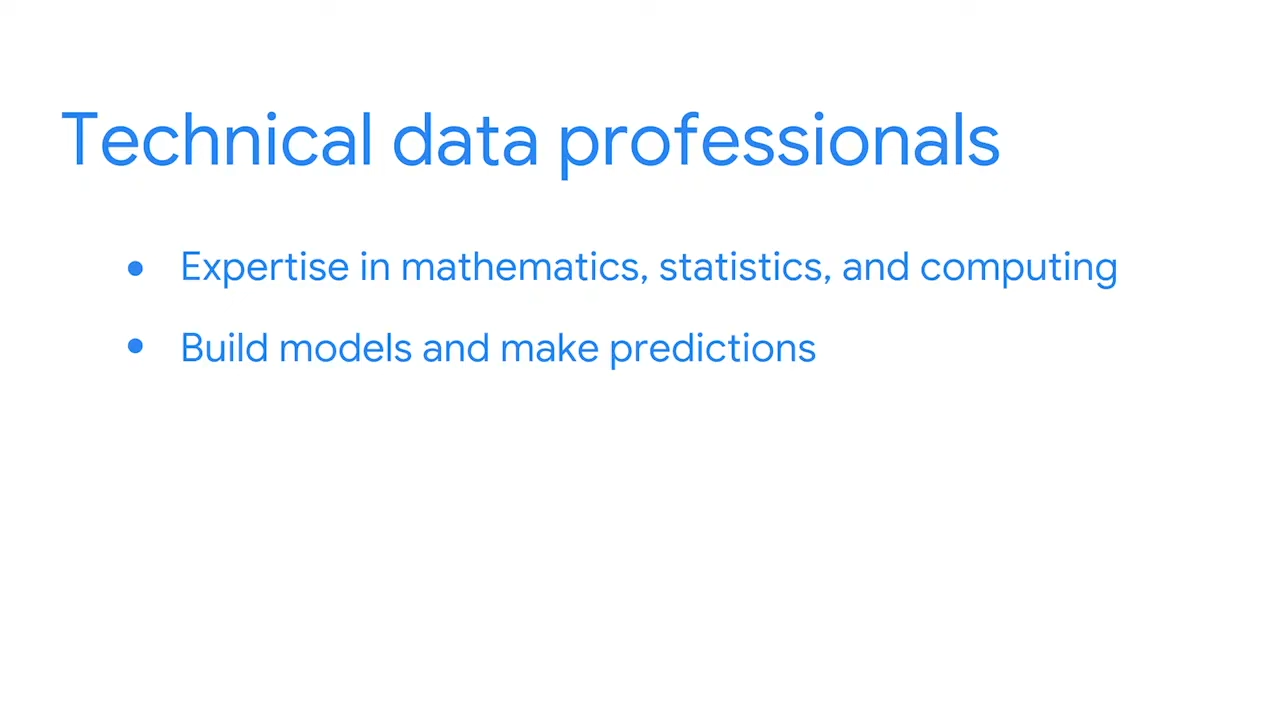 Technical data professionals
● Expertise in mathematics, statistics, and computing
● Build models and make predictions